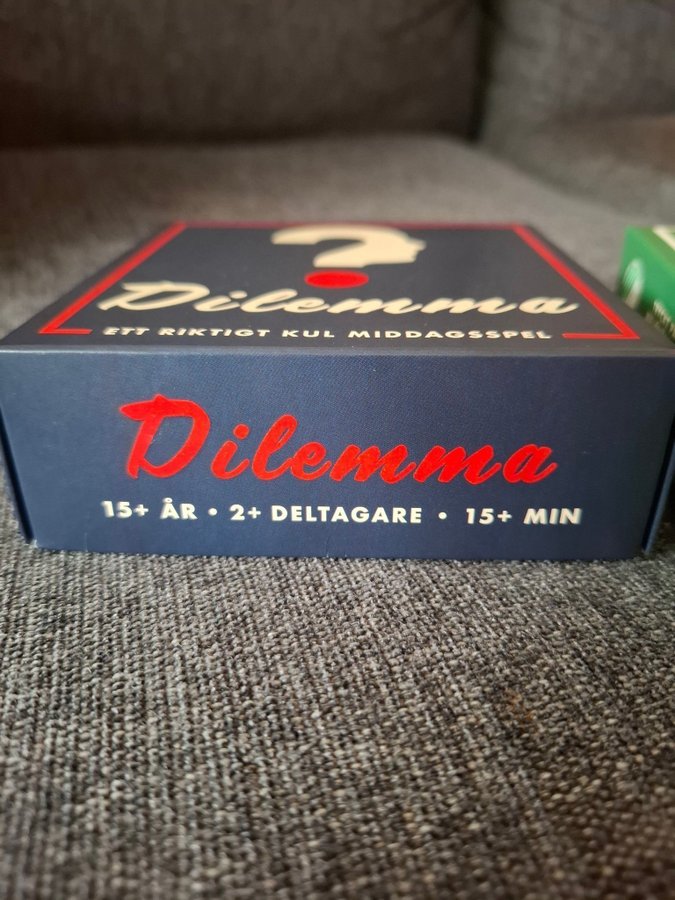 Dilemma
ETT RIKTIGT KUL MIDDAGSSPEL
Dilemma
15+ ÅR • 2+ DELTAGARE • 15+ MIN